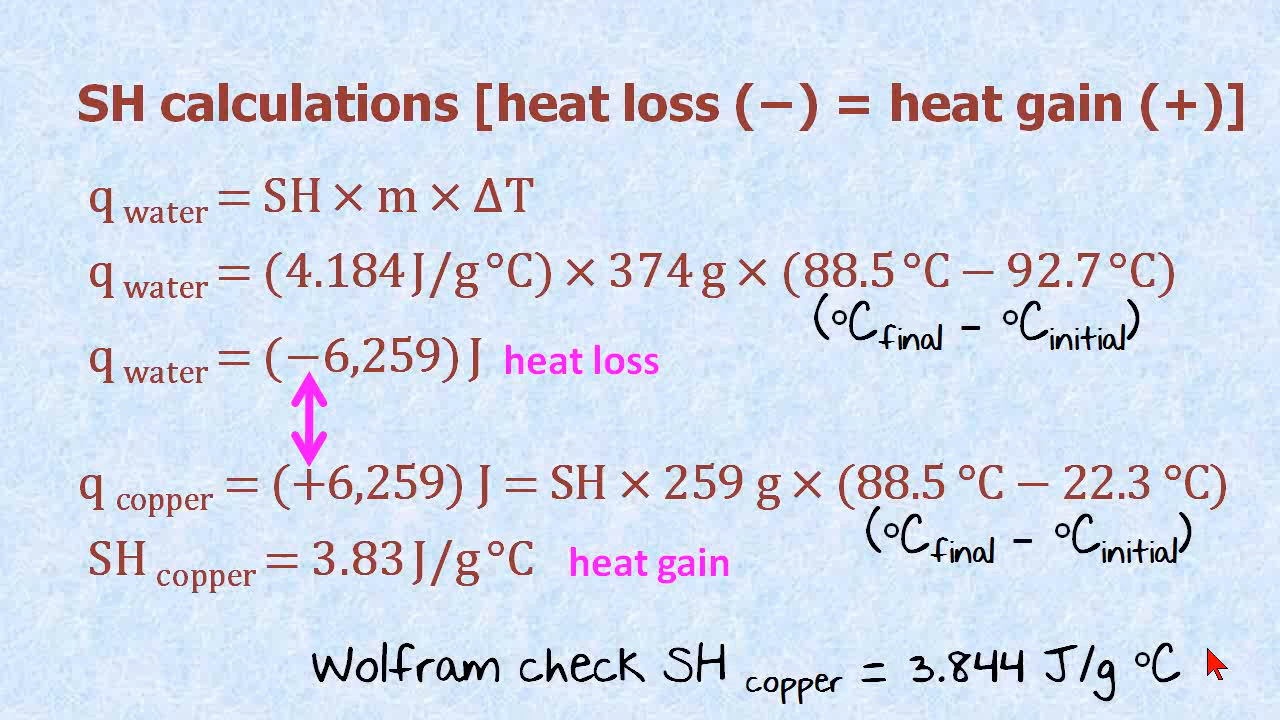 SH calculations [heat loss (−) = heat gain (+)]
q water = SH × m × ΔT
q water = (4.184 J/g °C) × 374 g × (88.5 °C − 92.7 °C)
(°C final − °C initial)
q water = (−6,259) J heat loss
q copper = (+6,259) J = SH × 259 g × (88.5 °C − 22.3 °C)
(°C final − °C initial)
SH copper = 3.83 J/g °C heat gain
Wolfram check SH copper = 3.844 J/g °C